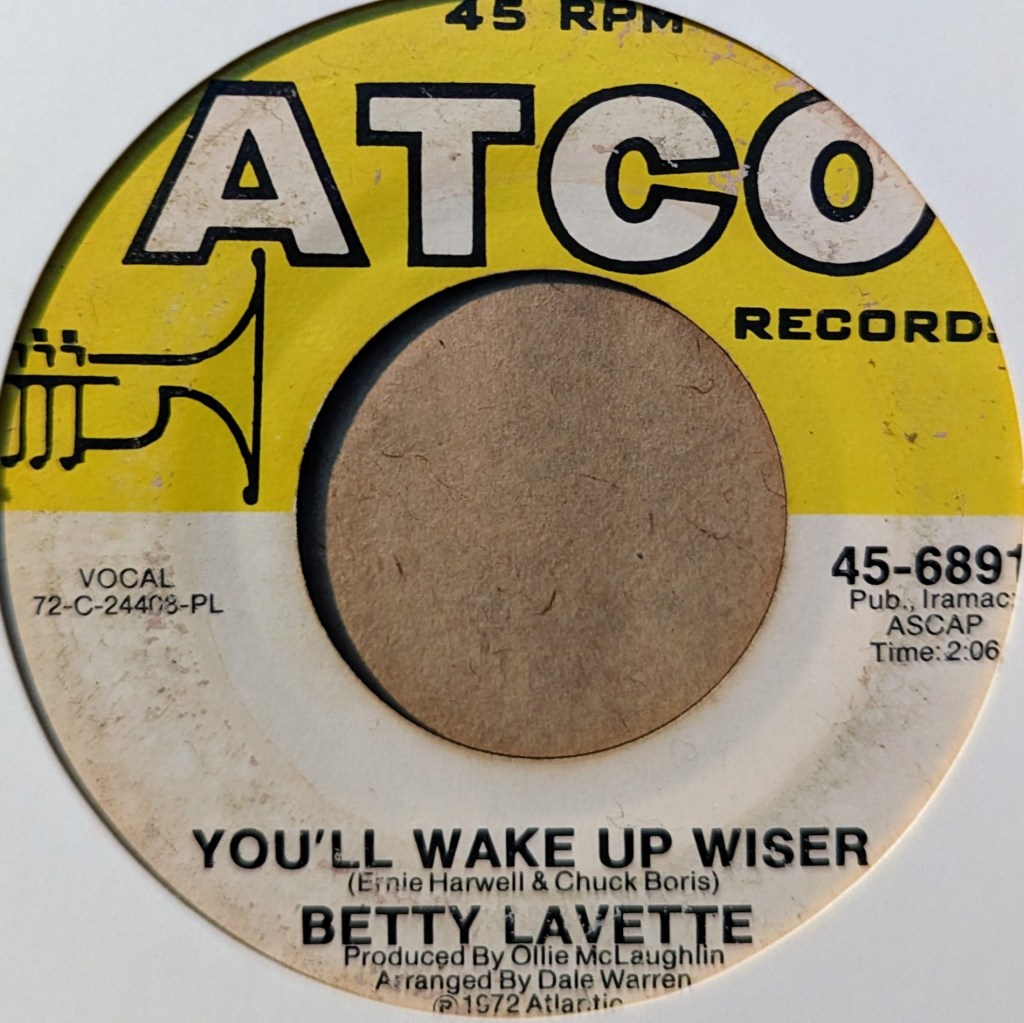 45 RPM
ATCO
RECORDS
VOCAL
72-C-24408-PL
45-6891
Pub., Iramac
ASCAP
Time: 2:06
YOU'LL WAKE UP WISER
(Ernie Harwell & Chuck Boris)
BETTY LAVETTE
Produced By Ollie McLaughlin
Arranged By Dale Warren
℗ 1972 Atlantic